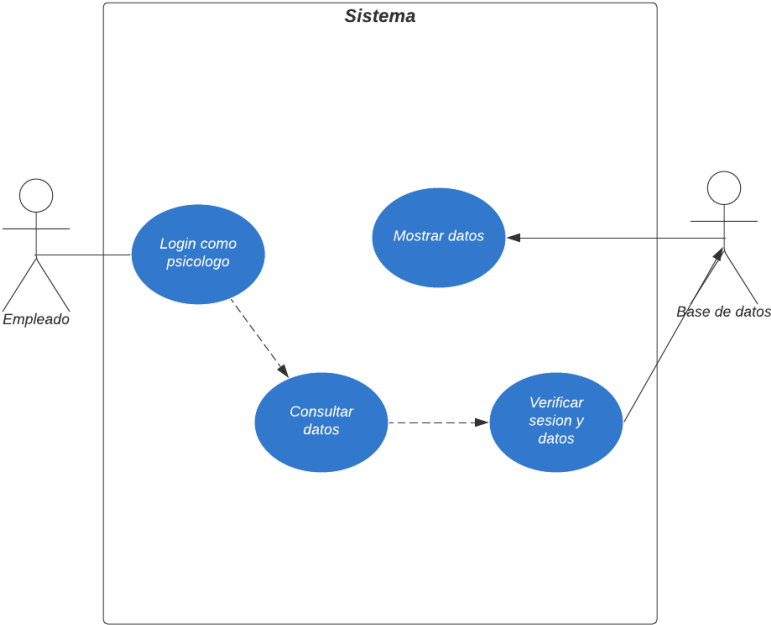 Sistema
Mostrar datos
Login como
psicologo
Empleado
Base de datos
Consultar
datos
Verificar
sesion y
datos